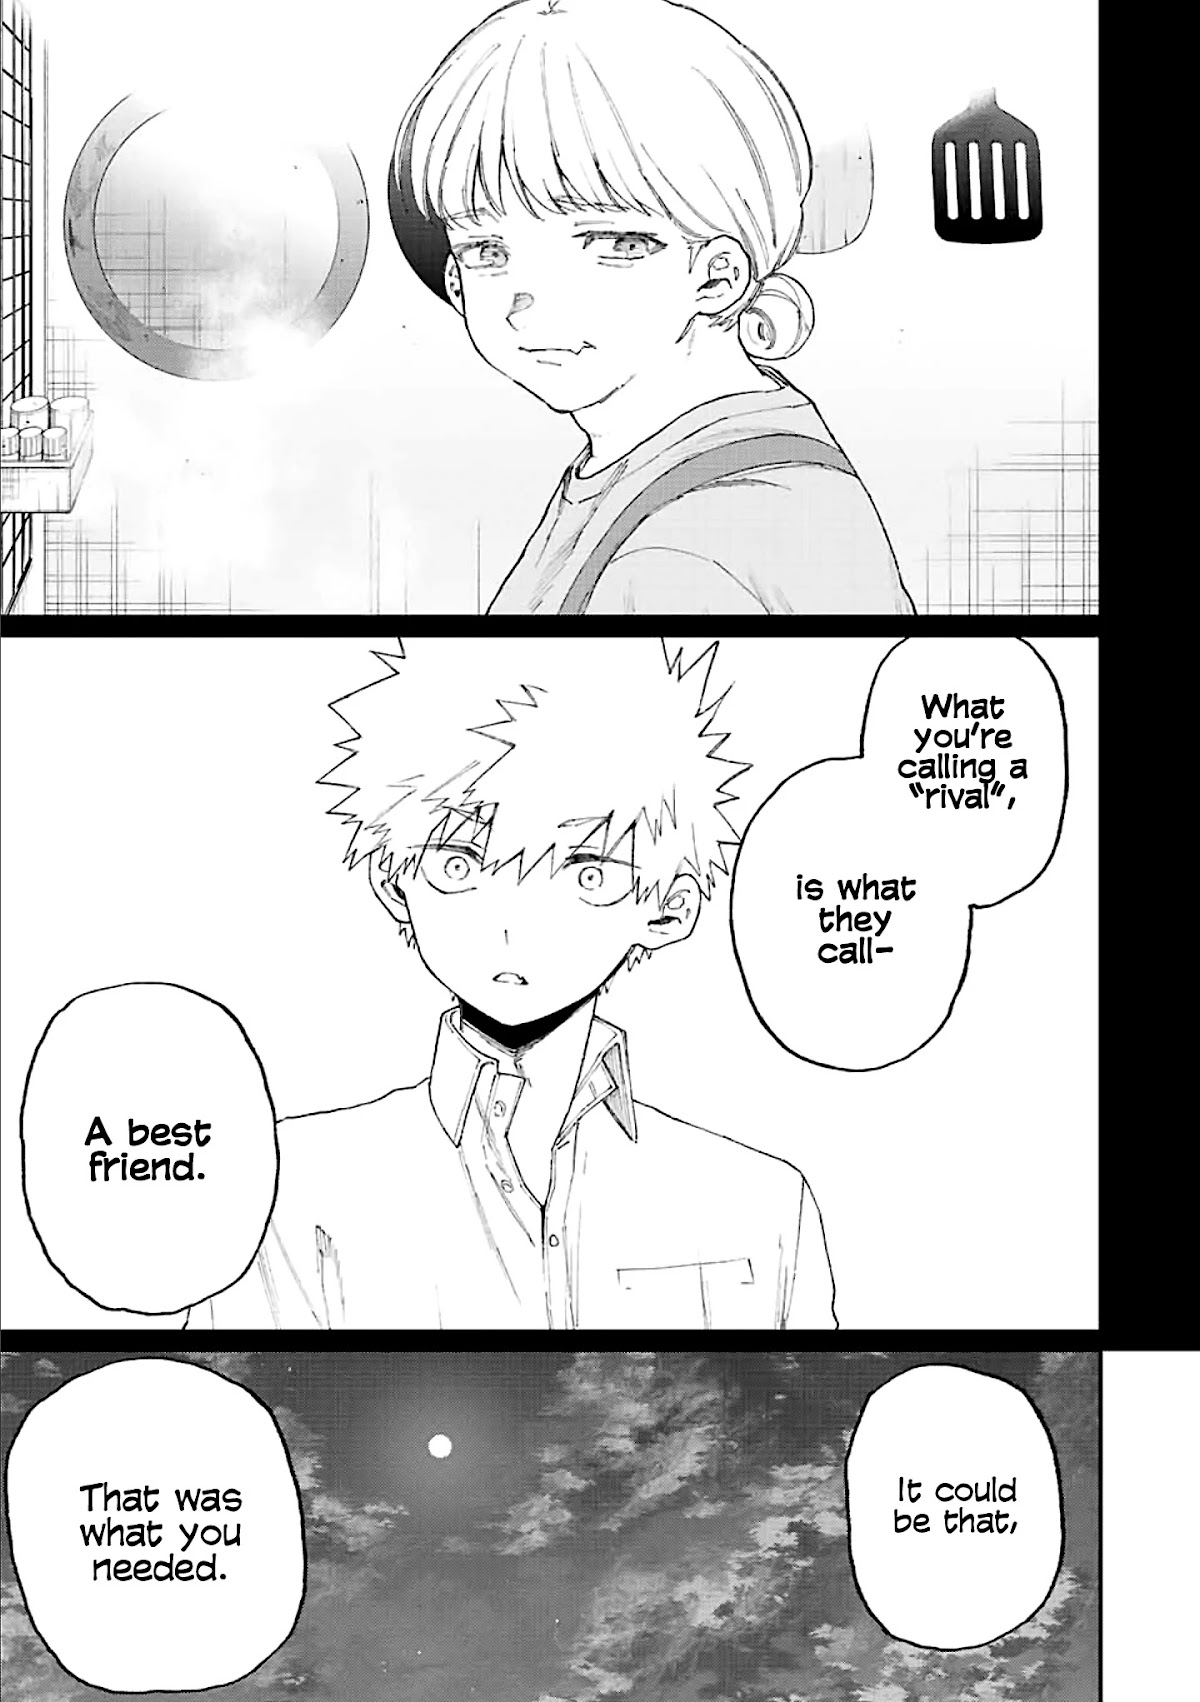 What
you're
calling a
"rival",
is what
they
call-
A best
friend.
It could
be that,
That was
what you
needed.